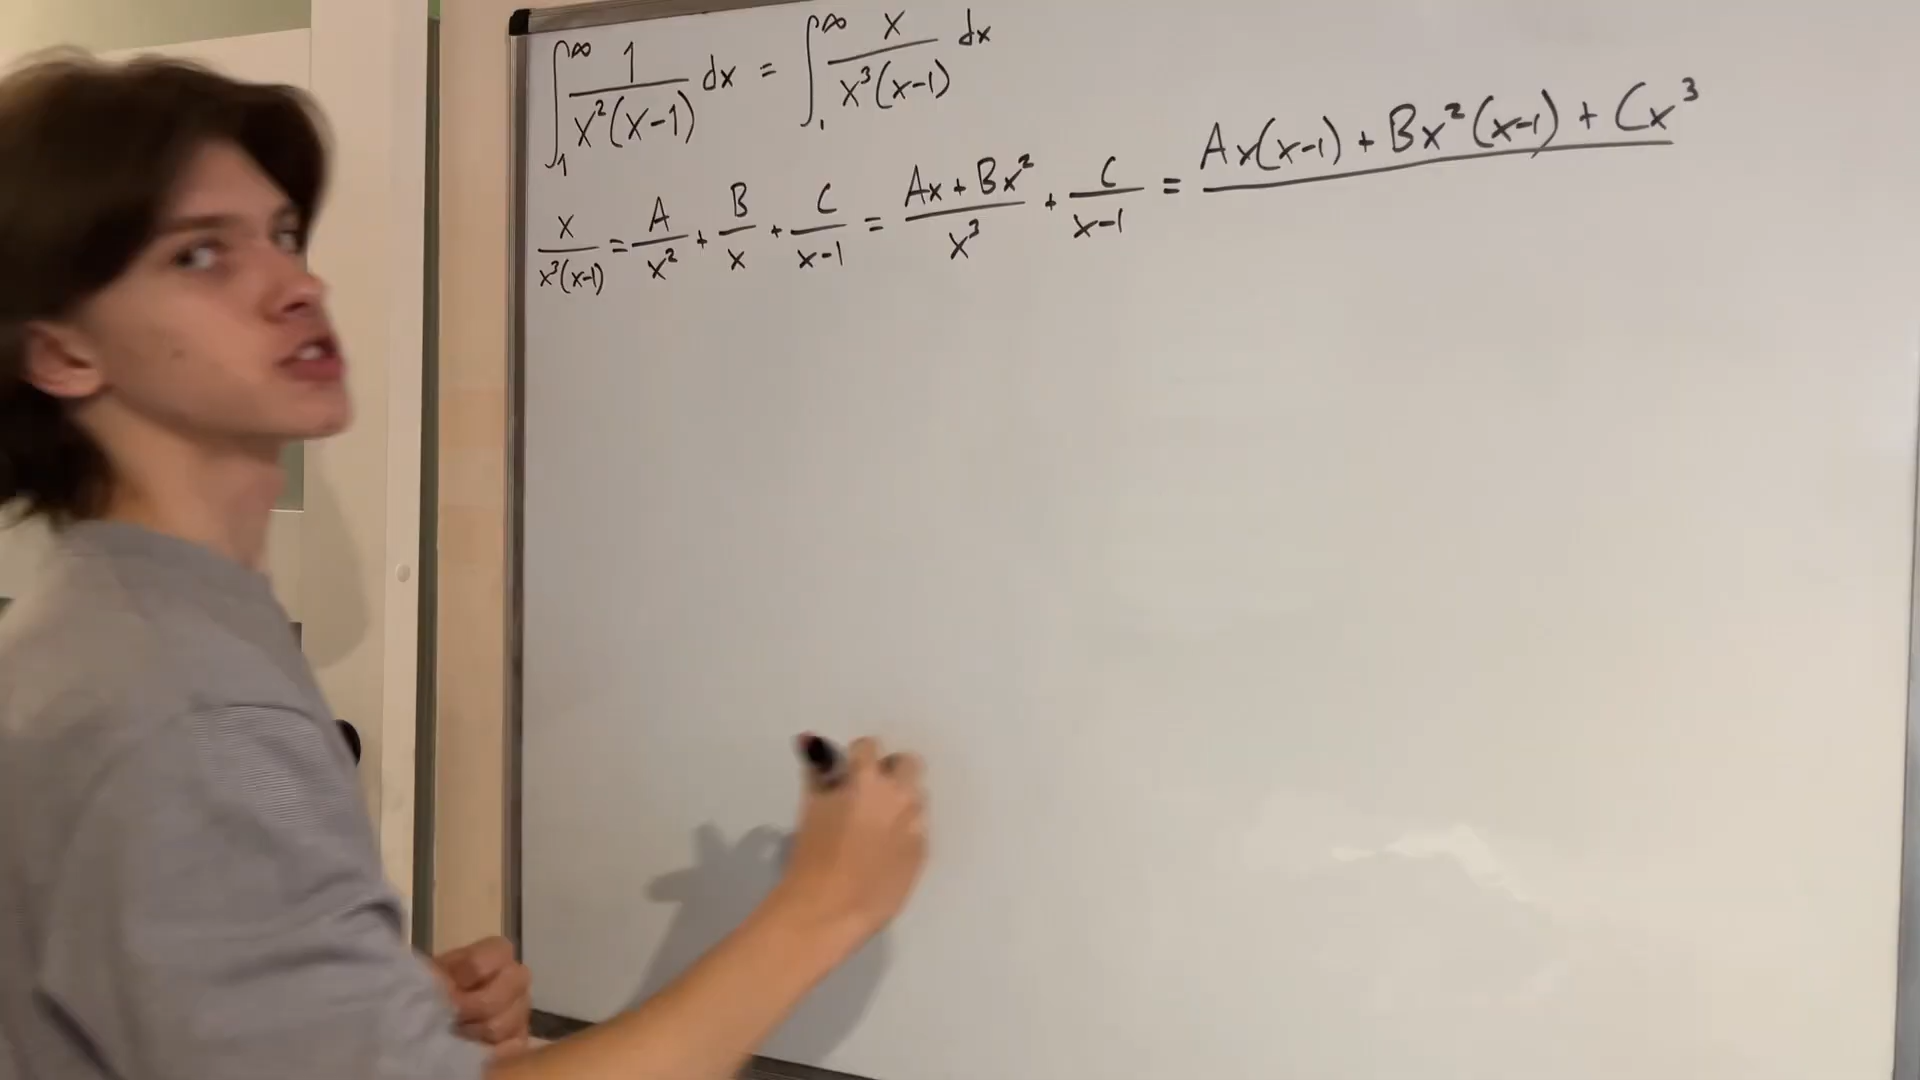 ∫₁^∞ 1/(x²(x-1)) dx = ∫₁^∞ x/(x³(x-1)) dx
x/(x³(x-1)) = A/x² + B/x + C/(x-1) = (Ax + Bx²)/x³ + C/(x-1) = Ax(x-1) + Bx²(x-1) + Cx³